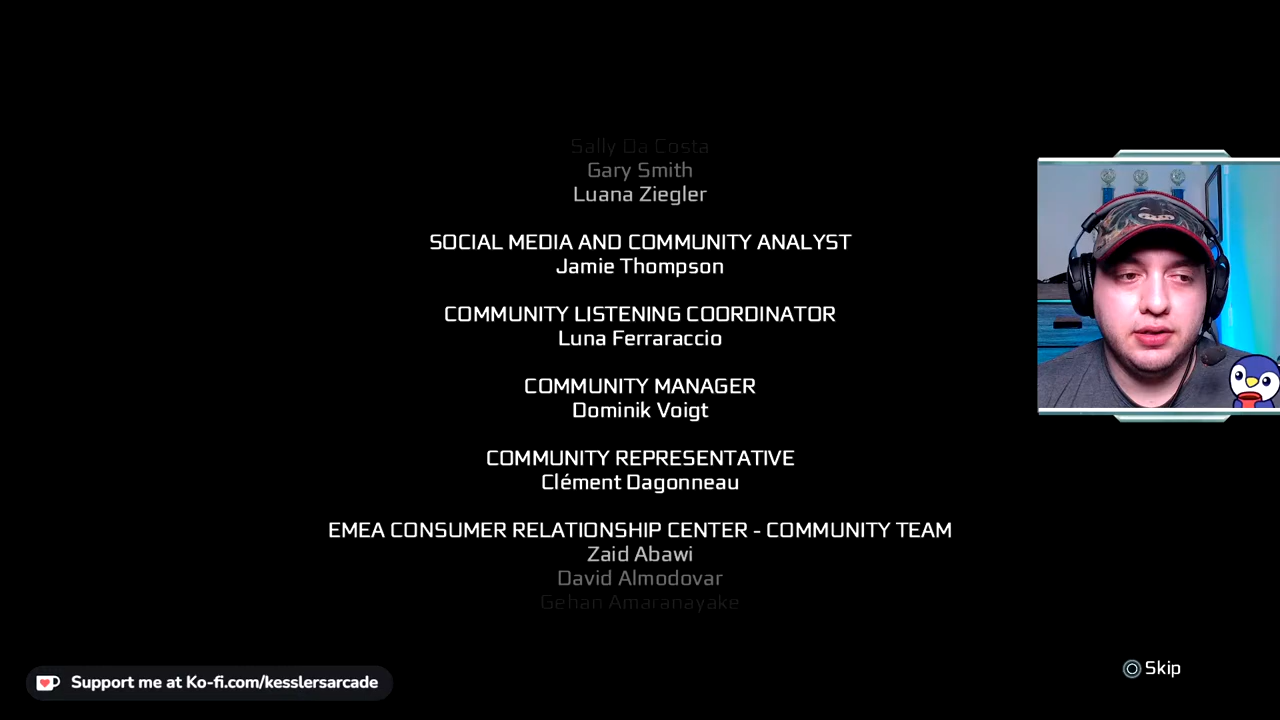 Sally Da Costa
Gary Smith
Luana Ziegler
SOCIAL MEDIA AND COMMUNITY ANALYST
Jamie Thompson
COMMUNITY LISTENING COORDINATOR
Luna Ferraraccio
COMMUNITY MANAGER
Dominik Voigt
COMMUNITY REPRESENTATIVE
Clément Dagonneau
EMEA CONSUMER RELATIONSHIP CENTER - COMMUNITY TEAM
Zaid Abawi
David Almodovar
Gehan Amaranayake
Skip
Support me at Ko-fi.com/kesslersarcade